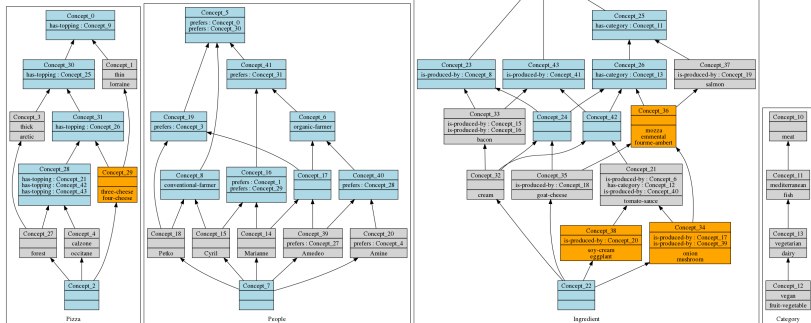 Concept_0
has-topping : Concept_9
Concept_30
has-topping : Concept_25
Concept_1
thin
lorraine
Concept_3
thick
arctic
Concept_31
has-topping : Concept_26
Concept_28
has-topping : Concept_21
has-topping : Concept_42
has-topping : Concept_43
Concept_29
three-cheese
four-cheese
Concept_27
forest
Concept_4
calzone
occitane
Concept_2
Pizza
Concept_5
prefers : Concept_0
prefers : Concept_30
Concept_41
prefers : Concept_31
Concept_19
prefers : Concept_3
Concept_6
organic-farmer
Concept_8
conventional-farmer
Concept_16
prefers : Concept_1
prefers : Concept_29
Concept_17
Concept_40
prefers : Concept_28
Concept_18
Petko
Concept_15
Cyril
Concept_14
Marianne
Concept_39
prefers : Concept_27
Amedeo
Concept_20
prefers : Concept_4
Amine
Concept_7
People
Concept_25
has-category : Concept_11
Concept_23
is-produced-by : Concept_8
Concept_43
is-produced-by : Concept_41
Concept_26
has-category : Concept_13
Concept_37
is-produced-by : Concept_19
salmon
Concept_33
is-produced-by : Concept_15
is-produced-by : Concept_16
bacon
Concept_24
Concept_42
Concept_36
mozza
emmental
fourme-ambert
Concept_32
cream
Concept_35
is-produced-by : Concept_18
goat-cheese
Concept_21
is-produced-by : Concept_6
has-category : Concept_12
is-produced-by : Concept_40
tomato-sauce
Concept_38
is-produced-by : Concept_20
soy-cream
eggplant
Concept_34
is-produced-by : Concept_17
is-produced-by : Concept_39
onion
mushroom
Concept_22
Ingredient
Concept_10
meat
Concept_11
mediterranean
fish
Concept_13
vegetarian
dairy
Concept_12
vegan
fruit-vegetable
Category